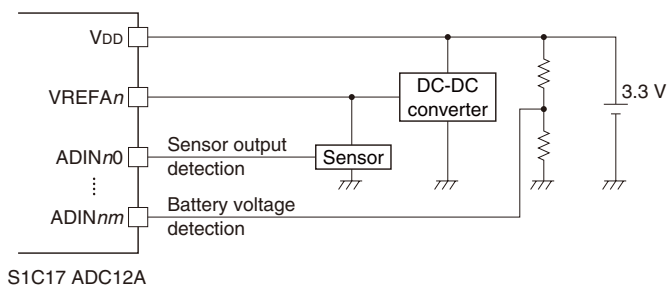 VDD
VREFAn
DC-DC
converter
3.3 V
ADINn0
Sensor output
detection
Sensor
ADINnm
Battery voltage
detection
S1C17 ADC12A